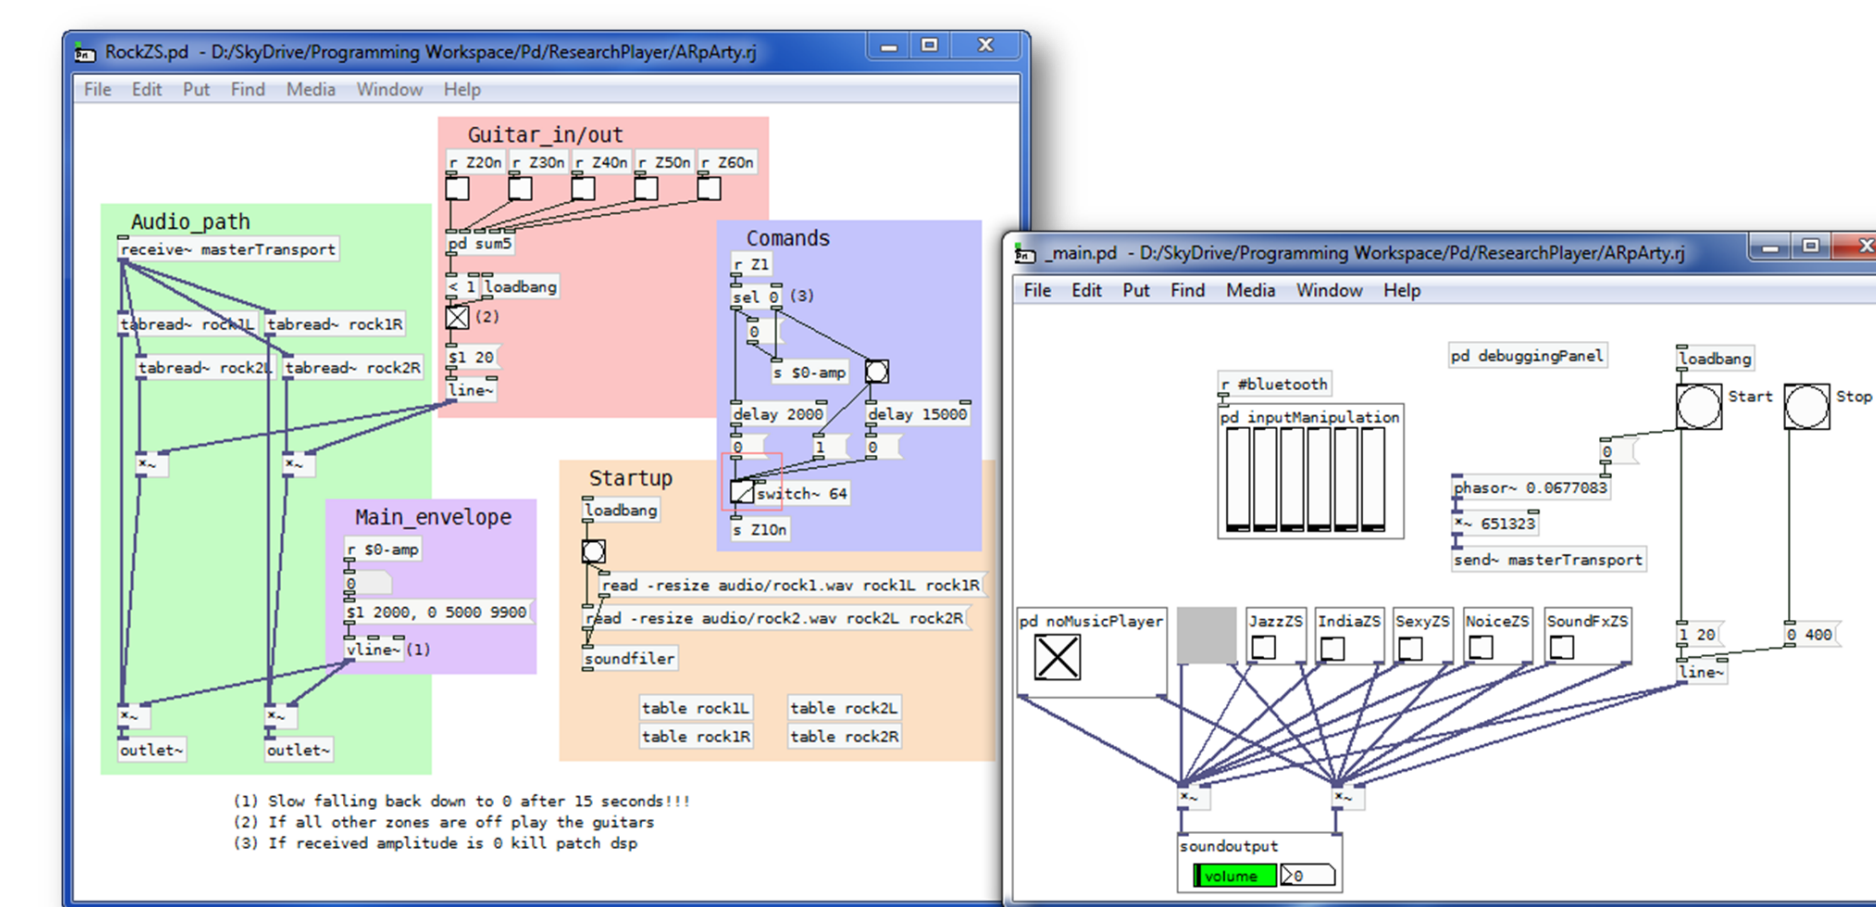 RockZS.pd - D:/SkyDrive/Programming Workspace/Pd/ResearchPlayer/ARpArty.rj
File Edit Put Find Media Window Help
Guitar_in/out
r Z20n r Z30n r Z40n r Z50n r Z60n
pd sum5
< 1 loadbang
(2)
$1 20
line~
Audio_path
receive~ masterTransport
tabread~ rock1L tabread~ rock1R
tabread~ rock2L tabread~ rock2R
*~ *~
*~ *~
outlet~ outlet~
Main_envelope
r $0-amp
0
$1 2000, 0 5000 9900
vline~ (1)
Comands
r Z1
sel 0 (3)
0
s $0-amp
delay 2000 delay 15000
0 1 0
switch~ 64
s Z1On
Startup
loadbang
read -resize audio/rock1.wav rock1L rock1R
read -resize audio/rock2.wav rock2L rock2R
soundfiler
table rock1L table rock2L
table rock1R table rock2R
(1) Slow falling back down to 0 after 15 seconds!!!
(2) If all other zones are off play the guitars
(3) If received amplitude is 0 kill patch dsp
_main.pd - D:/SkyDrive/Programming Workspace/Pd/ResearchPlayer/ARpArty.rj
File Edit Put Find Media Window Help
pd debuggingPanel
loadbang
r #bluetooth
pd inputManipulation
Start Stop
0
phasor~ 0.0677083
*~ 651323
send~ masterTransport
pd noMusicPlayer JazzZS IndiaZS SexyZS NoiceZS SoundFxZS
1 20 0 400
line~
*~ *~
soundoutput
volume 0